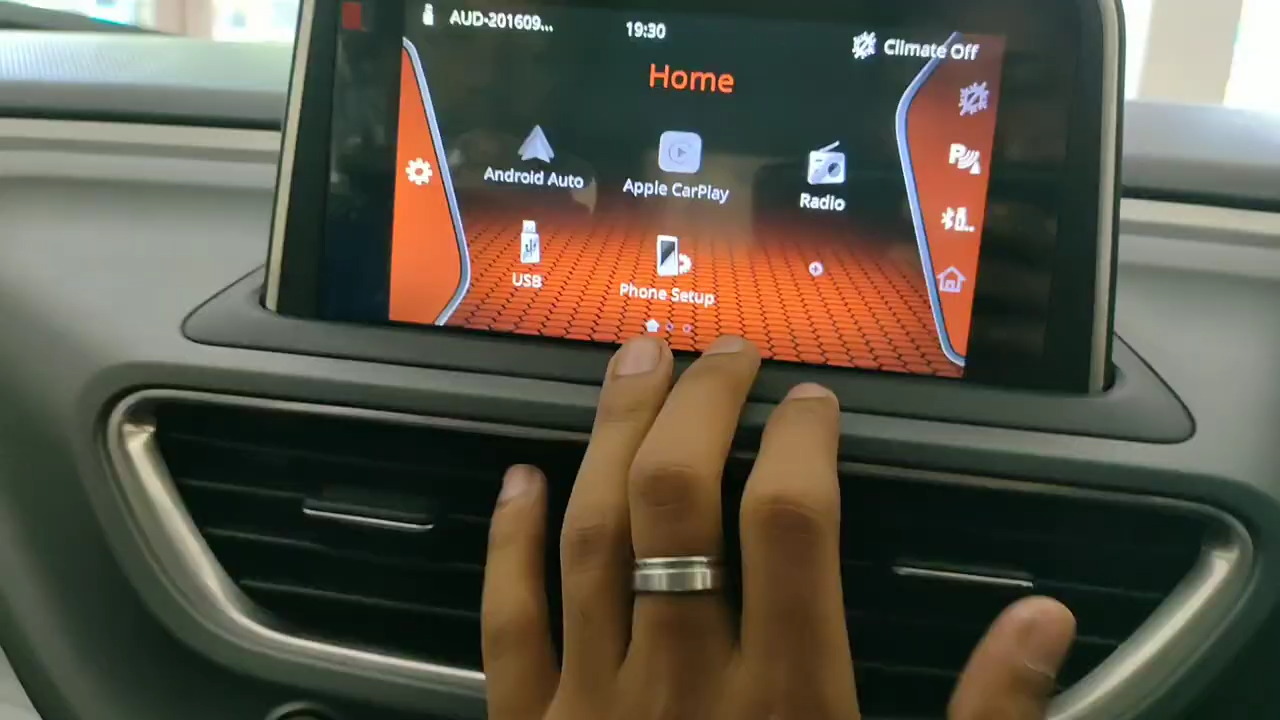 AUD-201609...
19:30
Climate Off
Home
Android Auto
Apple CarPlay
Radio
USB
Phone Setup